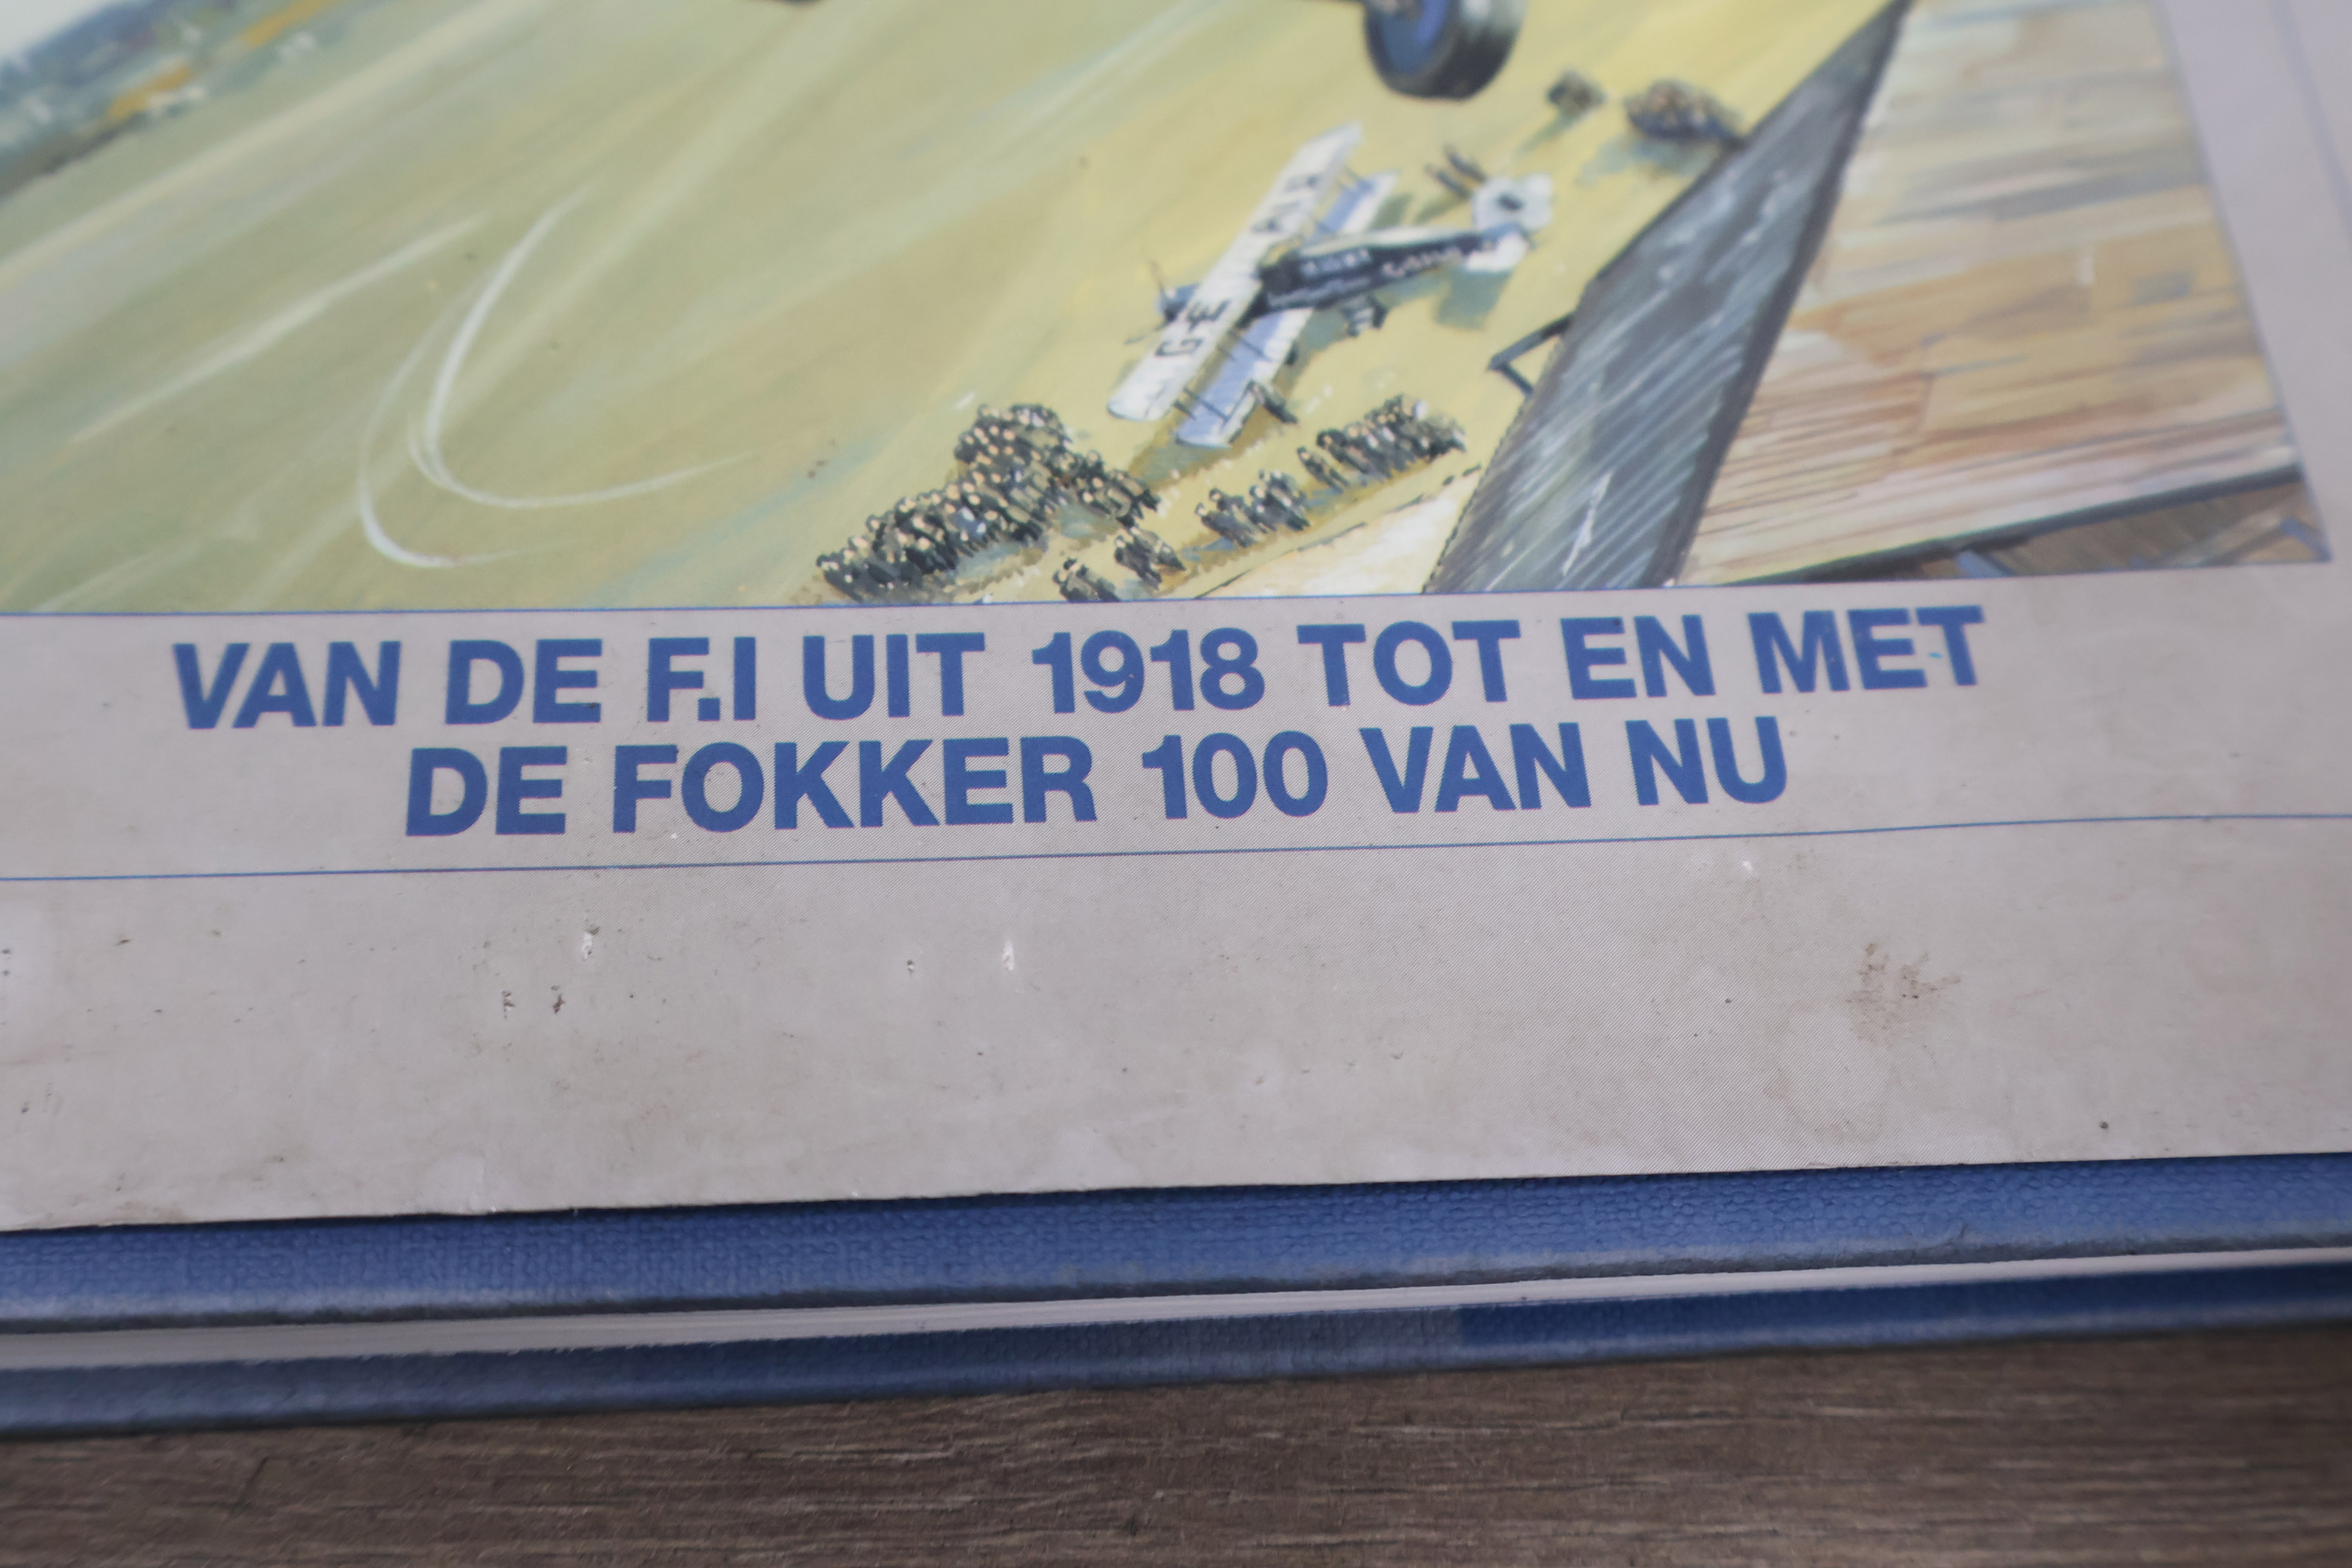 VAN DE F.I UIT 1918 TOT EN MET
DE FOKKER 100 VAN NU